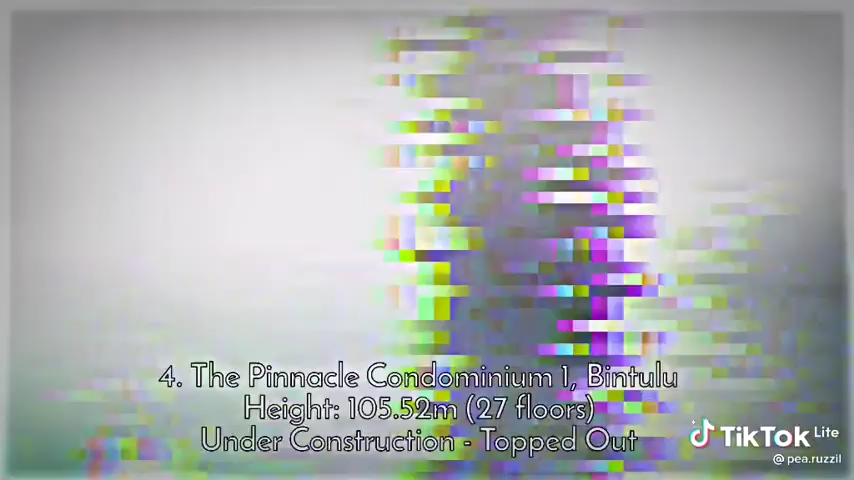 4. The Pinnacle Condominium 1, Bintulu
Height: 105.52m (27 floors)
Under Construction - Topped Out
TikTok Lite
@pea.ruzzil